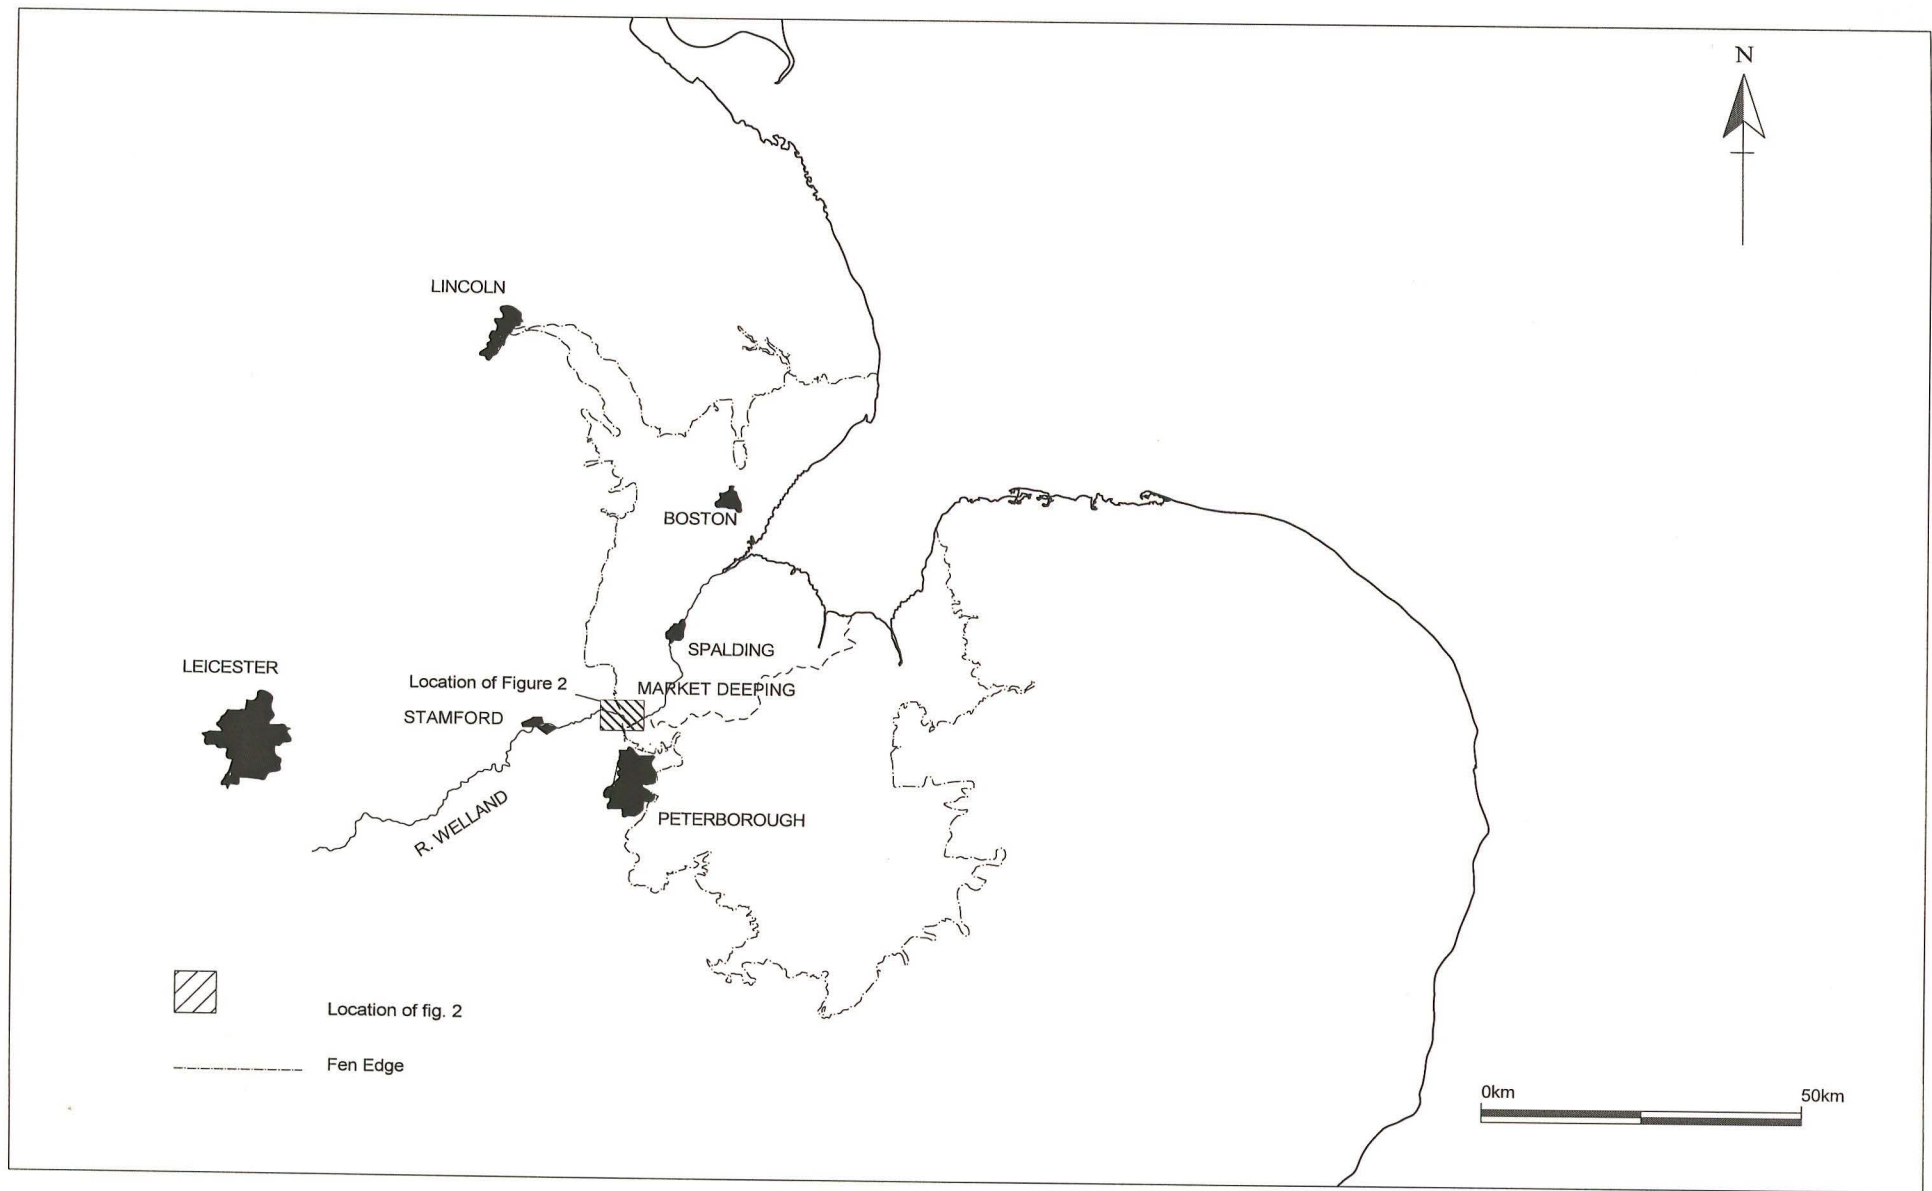 N
LINCOLN
BOSTON
SPALDING
LEICESTER
Location of Figure 2
MARKET DEEPING
STAMFORD
R. WELLAND
PETERBOROUGH
Location of fig. 2
Fen Edge
0km
50km